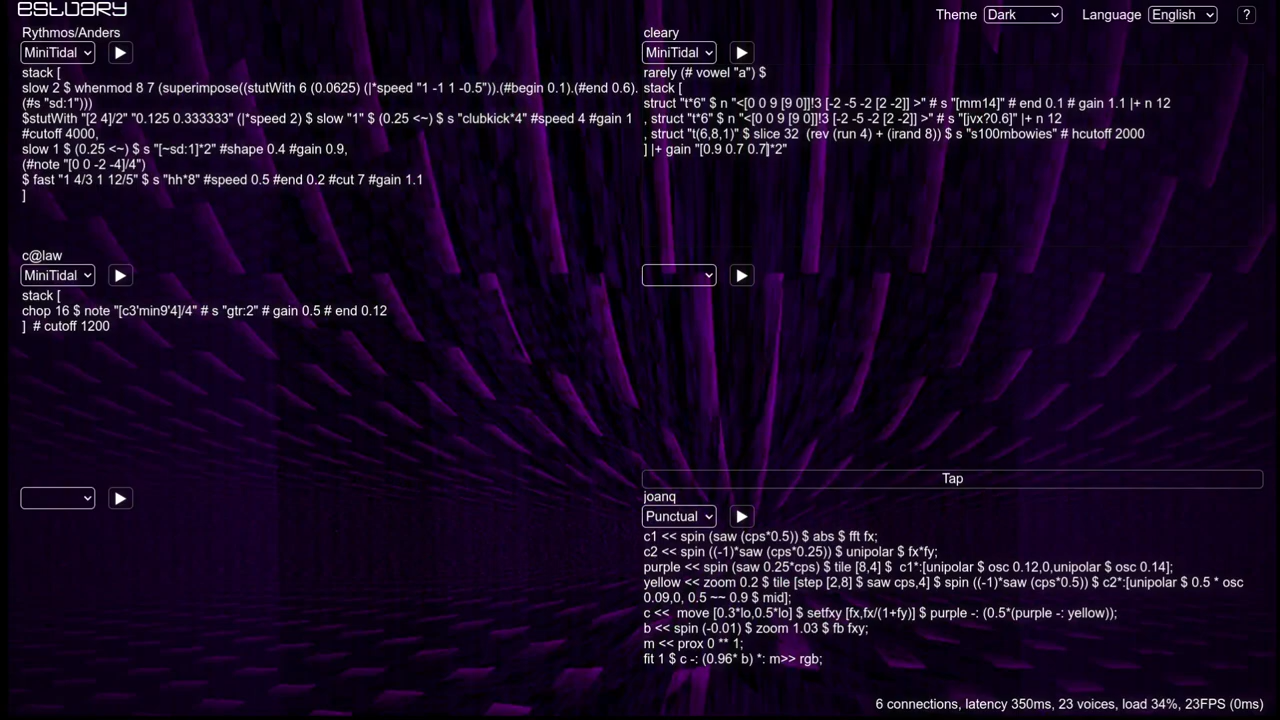 estuary
Theme Dark Language English ?
Rythmos/Anders
MiniTidal
stack [
slow 2 $ whenmod 8 7 (superimpose((stutWith 6 (0.0625) (|*speed "1 -1 1 -0.5")).(#begin 0.1).(#end 0.6).
(#s "sd:1")))
$stutWith "[2 4]/2" "0.125 0.333333" (|*speed 2) $ slow "1" $ (0.25 <~) $ s "clubkick*4" #speed 4 #gain 1
#cutoff 4000,
slow 1 $ (0.25 <~) $ s "[~sd:1]*2" #shape 0.4 #gain 0.9,
(#note "[0 0 -2 -4]/4")
$ fast "1 4/3 1 12/5" $ s "hh*8" #speed 0.5 #end 0.2 #cut 7 #gain 1.1
]
cleary
MiniTidal
rarely (# vowel "a") $
stack [
struct "t*6" $ n "<[0 0 9 [9 0]]!3 [-2 -5 -2 [2 -2]] >" # s "[mm14]" # end 0.1 # gain 1.1 |+ n 12
, struct "t*6" $ n "<[0 0 9 [9 0]]!3 [-2 -5 -2 [2 -2]] >" # s "[jvx?0.6]" |+ n 12
, struct "t(6,8,1)" $ slice 32  (rev (run 4) + (irand 8)) $ s "s100mbowies" # hcutoff 2000
] |+ gain "[0.9 0.7 0.7]*2"
c@law
MiniTidal
stack [
chop 16 $ note "[c3'min9'4]/4" # s "gtr:2" # gain 0.5 # end 0.12
]  # cutoff 1200
Tap
joanq
Punctual
c1 << spin (saw (cps*0.5)) $ abs $ fft fx;
c2 << spin ((-1)*saw (cps*0.25)) $ unipolar $ fx*fy;
purple << spin (saw 0.25*cps) $ tile [8,4] $  c1*:[unipolar $ osc 0.12,0,unipolar $ osc 0.14];
yellow << zoom 0.2 $ tile [step [2,8] $ saw cps,4] $ spin ((-1)*saw (cps*0.5)) $ c2*:[unipolar $ 0.5 * osc
0.09,0, 0.5 ~~ 0.9 $ mid];
c <<  move [0.3*lo,0.5*lo] $ setfxy [fx,fx/(1+fy)] $ purple -: (0.5*(purple -: yellow));
b << spin (-0.01) $ zoom 1.03 $ fb fxy;
m << prox 0 ** 1;
fit 1 $ c -: (0.96* b) *: m>> rgb;
6 connections, latency 350ms, 23 voices, load 34%, 23FPS (0ms)